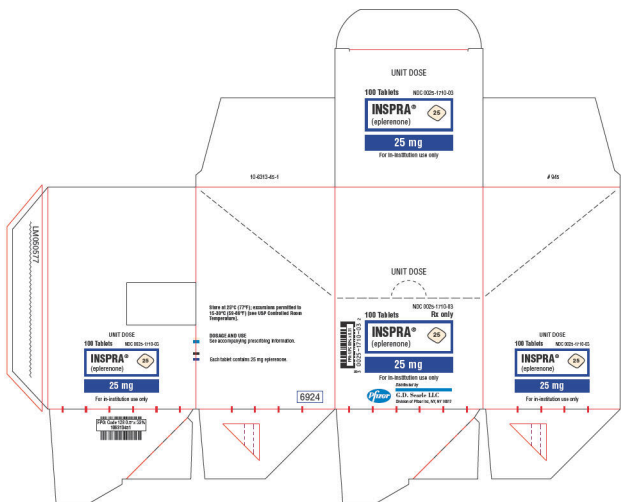 UNIT DOSE
100 Tablets NDC 0025-1710-03
INSPRA®
(eplerenone)
25
25 mg
For in-institution use only
10-6313-45-1
# 945
LM060577
Store at 25°C (77°F); excursions permitted to
15-30°C (59-86°F) [see USP Controlled Room
Temperature].
DOSAGE AND USE
See accompanying prescribing information.
Each tablet contains 25 mg eplerenone.
6924
UNIT DOSE
NDC 0025-1710-03
100 Tablets Rx only
INSPRA®
(eplerenone)
25
25 mg
For in-institution use only
0025-1710-03
Distributed by
Pfizer
G.D. Searle LLC
Division of Pfizer Inc, NY, NY 10017
UNIT DOSE
100 Tablets NDC 0025-1710-03
INSPRA®
(eplerenone)
25
25 mg
For in-institution use only
100 Tablets NDC 0025-1710-03
INSPRA®
(eplerenone)
25
25 mg
For in-institution use only